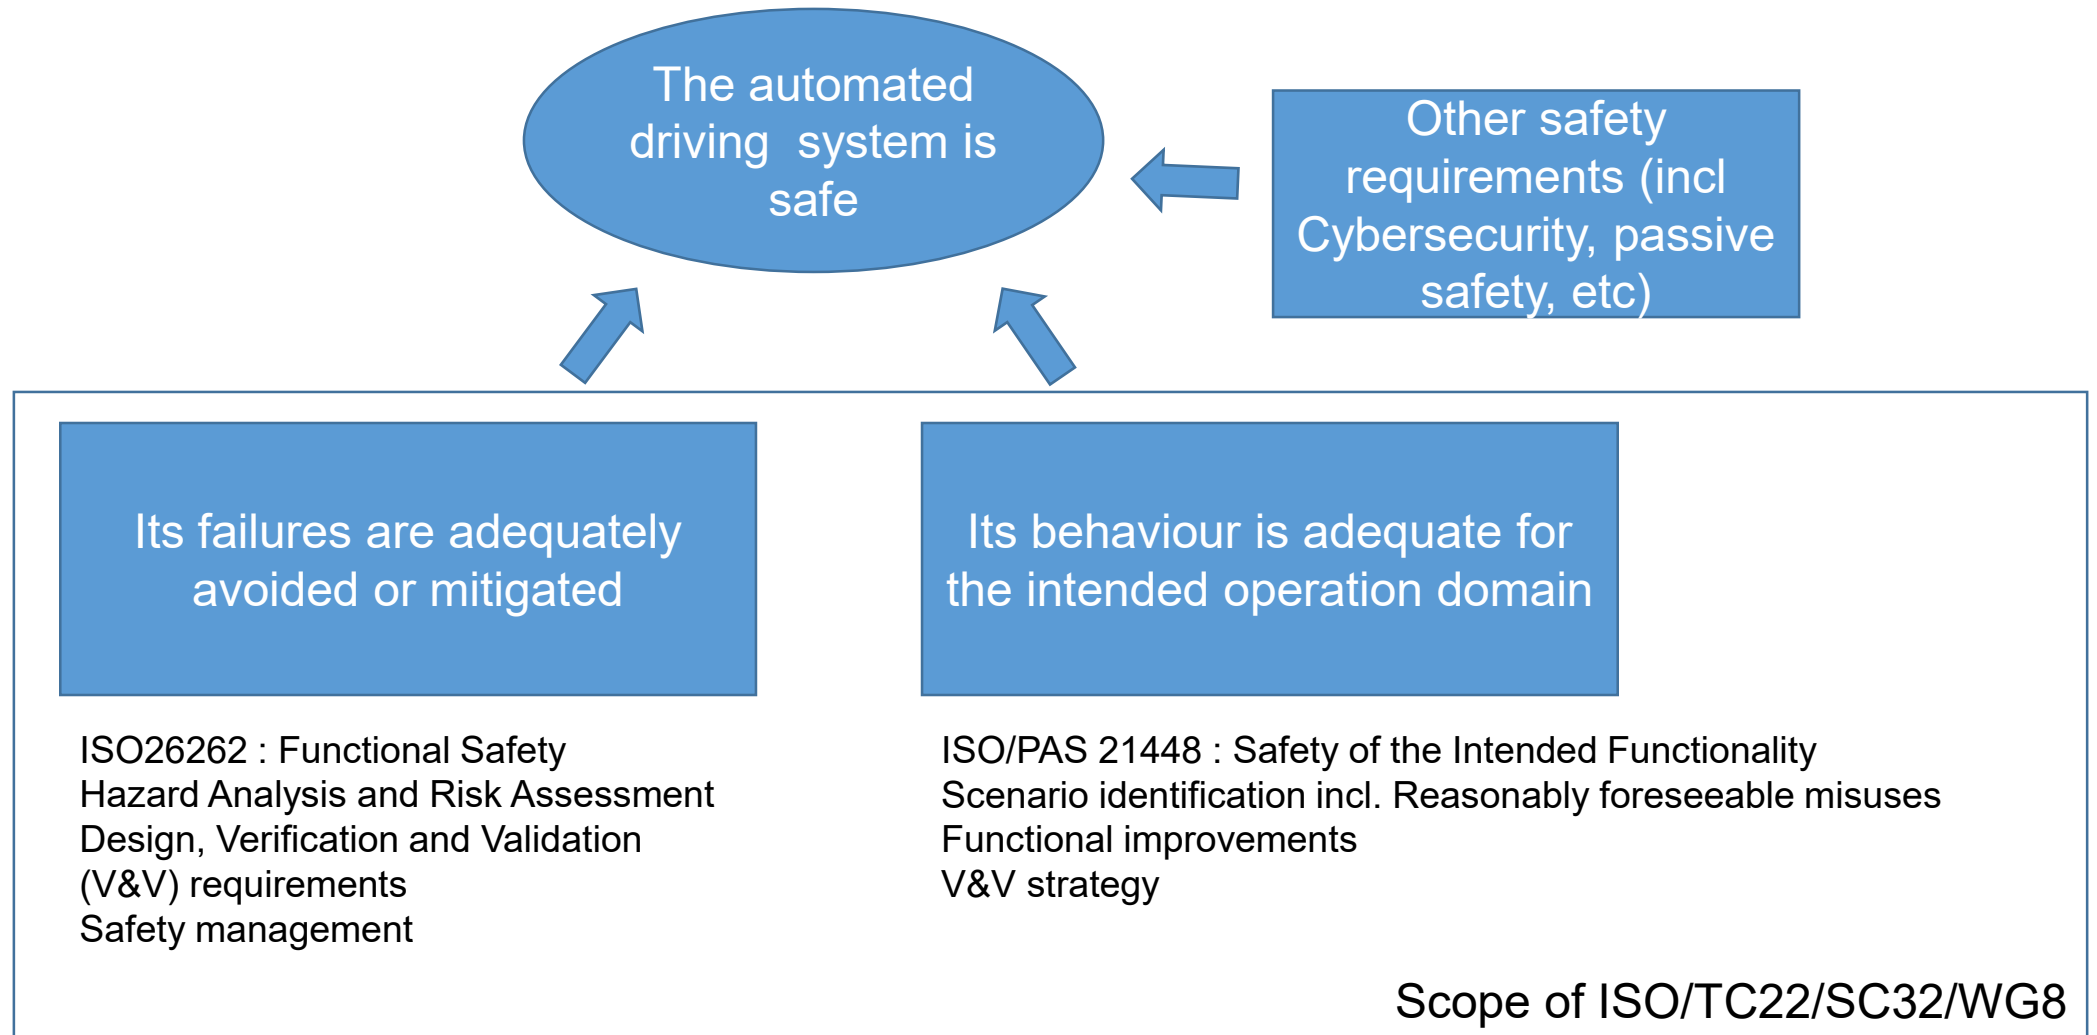 The automated
driving  system is
safe
Other safety
requirements (incl
Cybersecurity, passive
safety, etc)
Its failures are adequately
avoided or mitigated
Its behaviour is adequate for
the intended operation domain
ISO26262 : Functional Safety
Hazard Analysis and Risk Assessment
Design, Verification and Validation
(V&V) requirements
Safety management
ISO/PAS 21448 : Safety of the Intended Functionality
Scenario identification incl. Reasonably foreseeable misuses
Functional improvements
V&V strategy
Scope of ISO/TC22/SC32/WG8